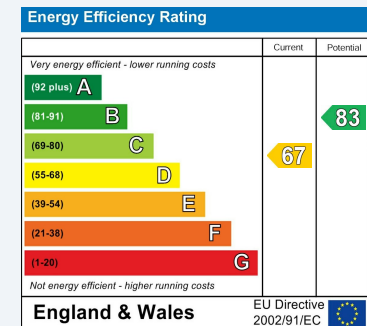 Energy Efficiency Rating
Current Potential
Very energy efficient - lower running costs
(92 plus) A
(81-91) B
83
(69-80) C
67
(55-68) D
(39-54) E
(21-38) F
(1-20) G
Not energy efficient - higher running costs
England & Wales
EU Directive
2002/91/EC